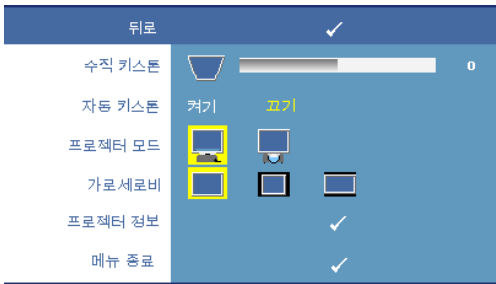 뒤로
수직 키스톤 0
자동 키스톤 켜기 끄기
프로젝터 모드
가로세로비
프로젝터 정보
메뉴 종료